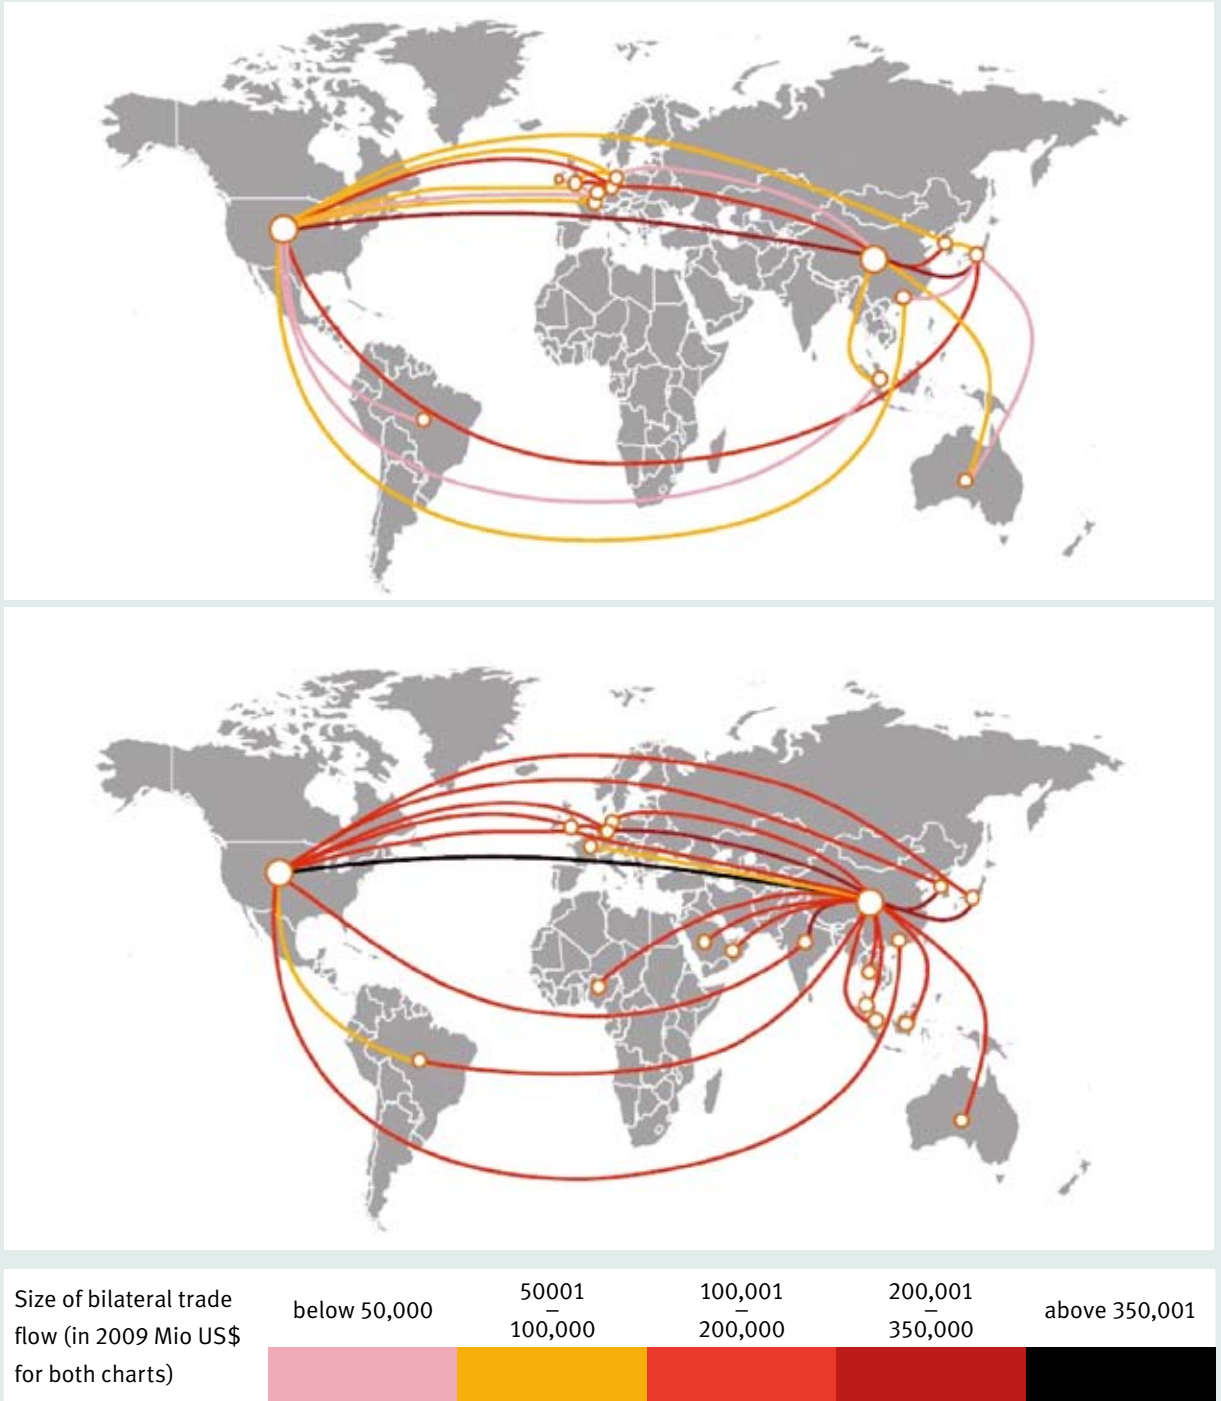 Size of bilateral trade
flow (in 2009 Mio US$
for both charts)
below 50,000
50001
–
100,000
100,001
–
200,000
200,001
–
350,000
above 350,001